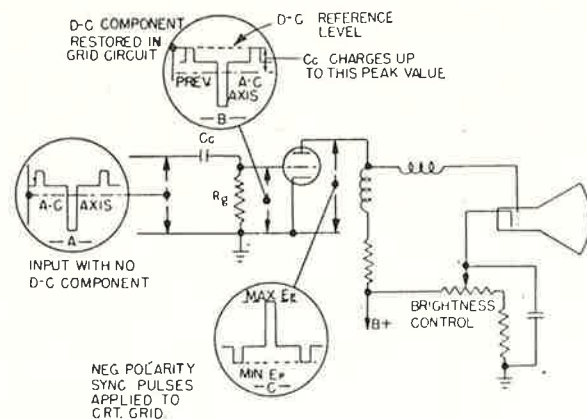 D-C COMPONENT
RESTORED IN
GRID CIRCUIT
D-C REFERENCE
LEVEL
Cc CHARGES UP
TO THIS PEAK VALUE
PREV. A-C
AXIS
B
Cc
Rg
A-C AXIS
A
INPUT WITH NO
D-C COMPONENT
MAX EP
MIN EP
C
B+
BRIGHTNESS
CONTROL
NEG POLARITY
SYNC PULSES
APPLIED TO
CRT. GRID.